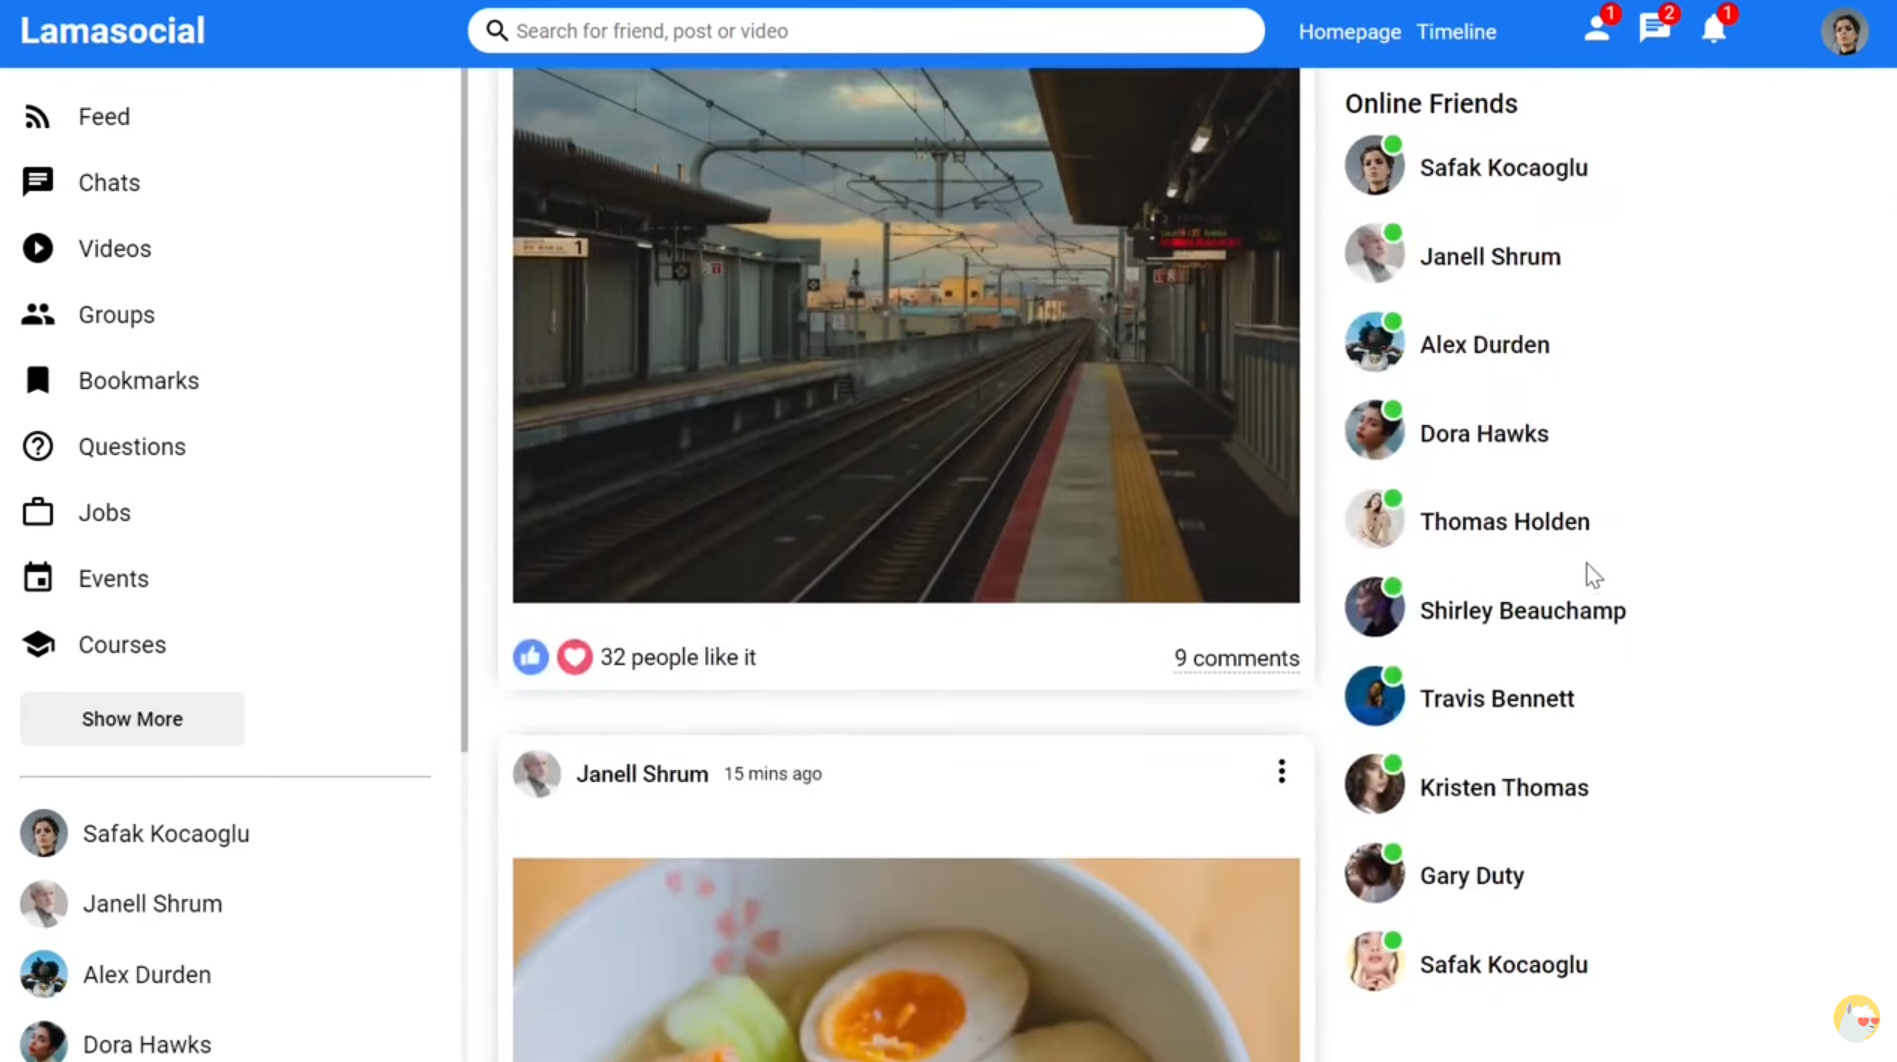 Lamasocial
Search for friend, post or video
Homepage Timeline
1
2
1
Feed
Chats
Videos
Groups
Bookmarks
Questions
Jobs
Events
Courses
Show More
Safak Kocaoglu
Janell Shrum
Alex Durden
Dora Hawks
1
32 people like it
9 comments
Janell Shrum 15 mins ago
Online Friends
Safak Kocaoglu
Janell Shrum
Alex Durden
Dora Hawks
Thomas Holden
Shirley Beauchamp
Travis Bennett
Kristen Thomas
Gary Duty
Safak Kocaoglu